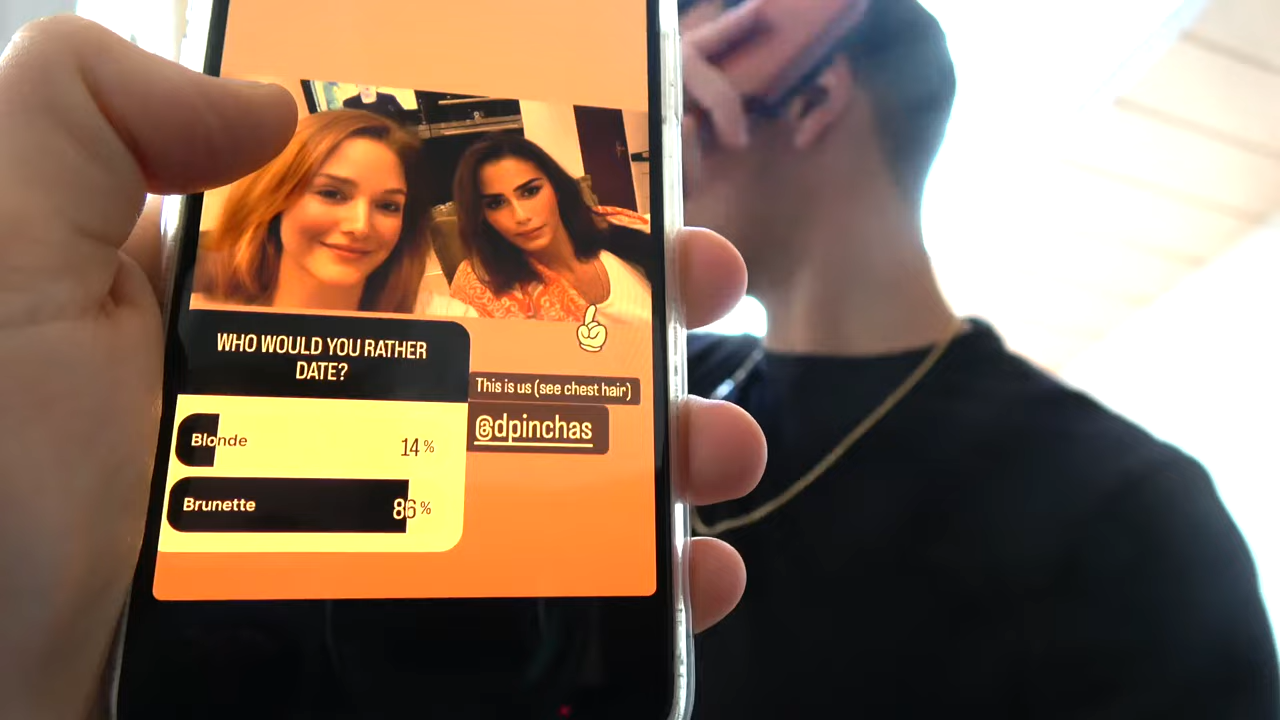 WHO WOULD YOU RATHER
DATE?
This is us (see chest hair)
@dpinchas
Blonde
14%
Brunette
86%